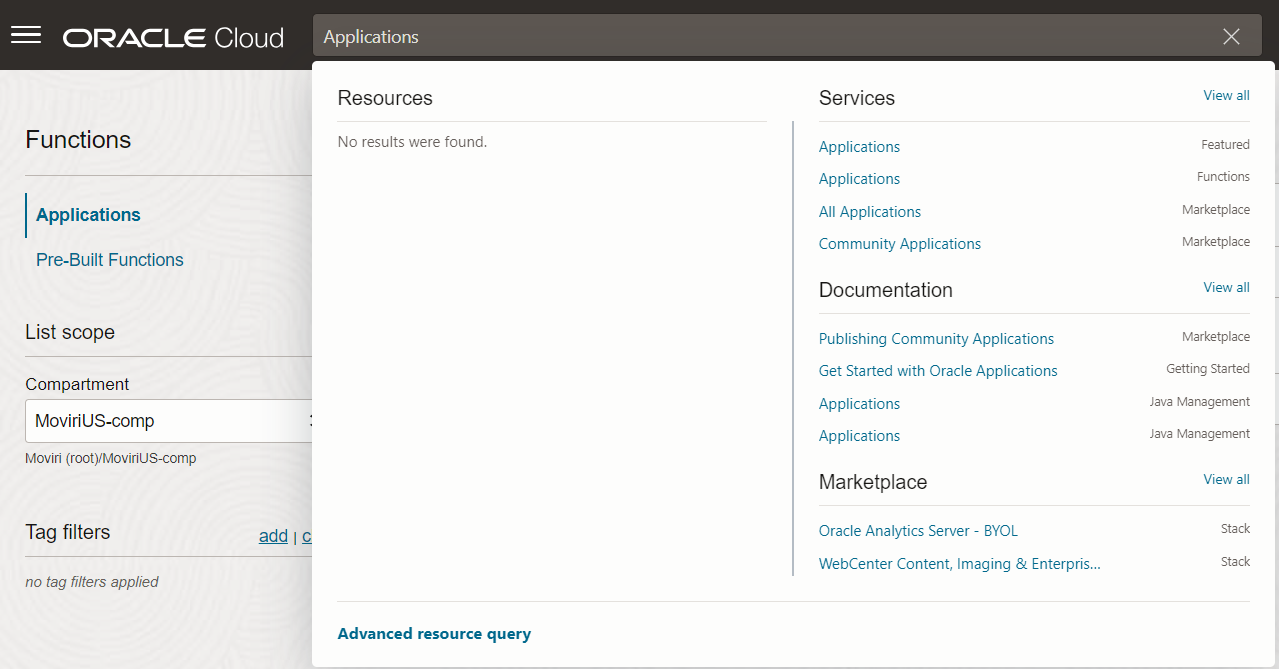 ORACLE Cloud
Applications
Functions
Applications
Pre-Built Functions
List scope
Compartment
MoviriUS-comp
Moviri (root)/MoviriUS-comp
Tag filters
add |
no tag filters applied
Resources
No results were found.
Services View all
Applications Featured
Applications Functions
All Applications Marketplace
Community Applications Marketplace
Documentation View all
Publishing Community Applications Marketplace
Get Started with Oracle Applications Getting Started
Applications Java Management
Applications Java Management
Marketplace View all
Oracle Analytics Server - BYOL Stack
WebCenter Content, Imaging & Enterpris... Stack
Advanced resource query